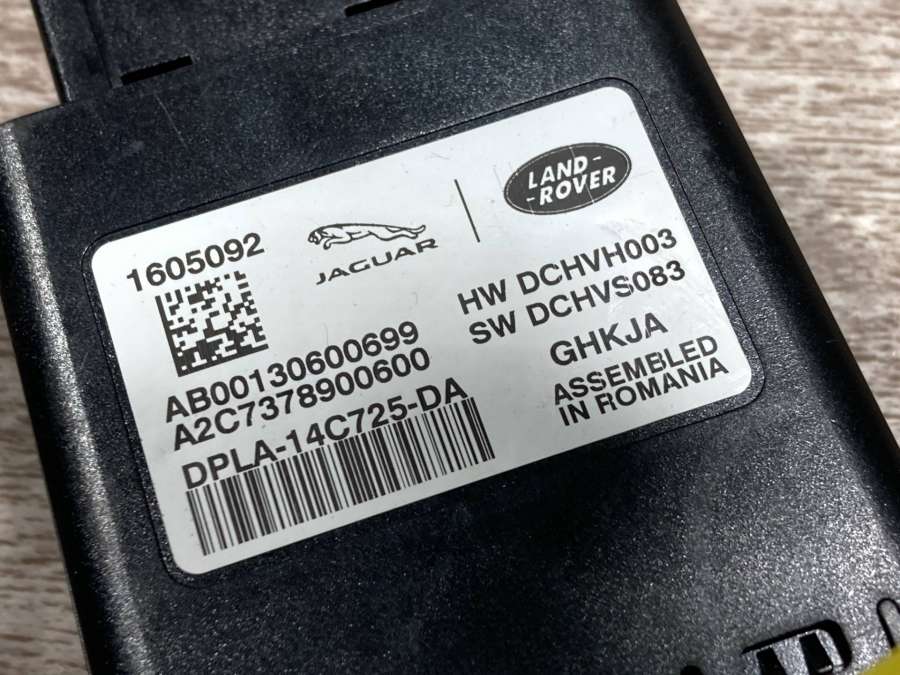 1605092
JAGUAR
LAND-
-ROVER
HW DCHVH003
SW DCHVS083
AB00130600699
A2C7378900600
DPLA-14C725-DA
GHKJA
ASSEMBLED
IN ROMANIA